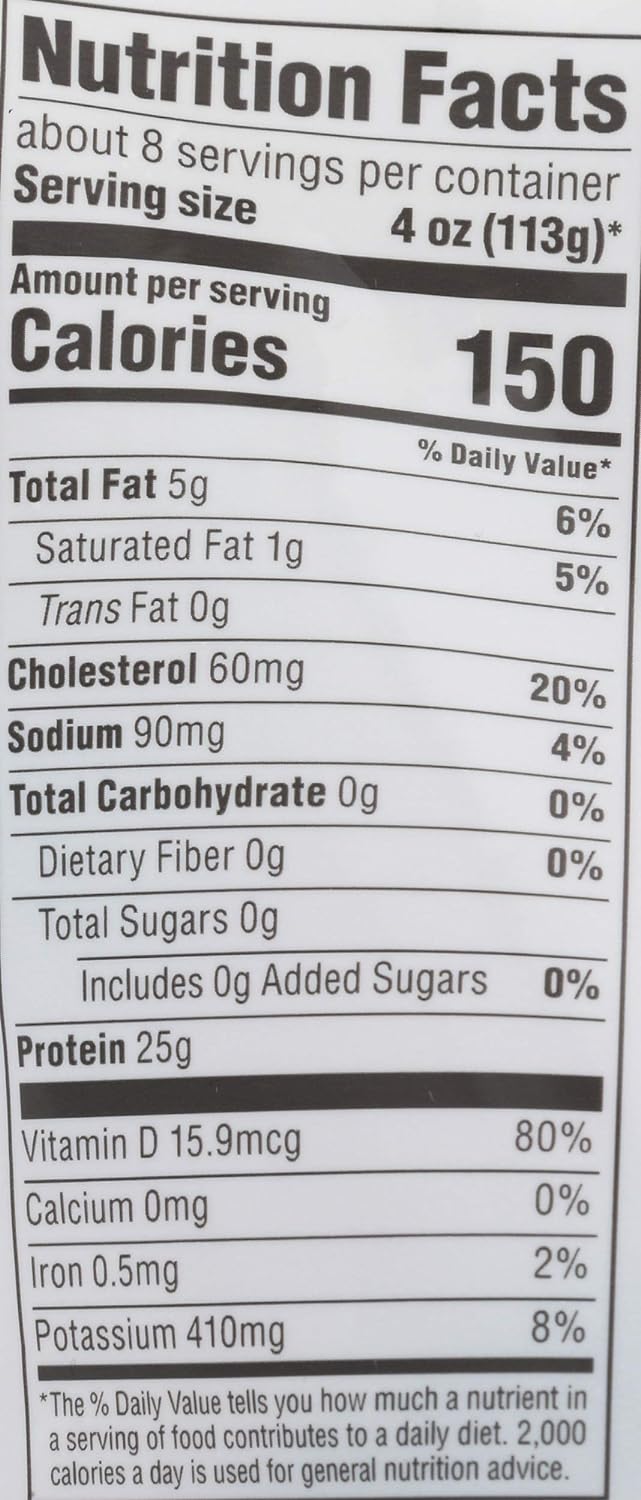 Nutrition Facts
about 8 servings per container
Serving size 4 oz (113g)*
Amount per serving
Calories 150
% Daily Value*
Total Fat 5g 6%
Saturated Fat 1g 5%
Trans Fat 0g
Cholesterol 60mg 20%
Sodium 90mg 4%
Total Carbohydrate 0g 0%
Dietary Fiber 0g 0%
Total Sugars 0g
Includes 0g Added Sugars 0%
Protein 25g
Vitamin D 15.9mcg 80%
Calcium 0mg 0%
Iron 0.5mg 2%
Potassium 410mg 8%
*The % Daily Value tells you how much a nutrient in
a serving of food contributes to a daily diet. 2,000
calories a day is used for general nutrition advice.